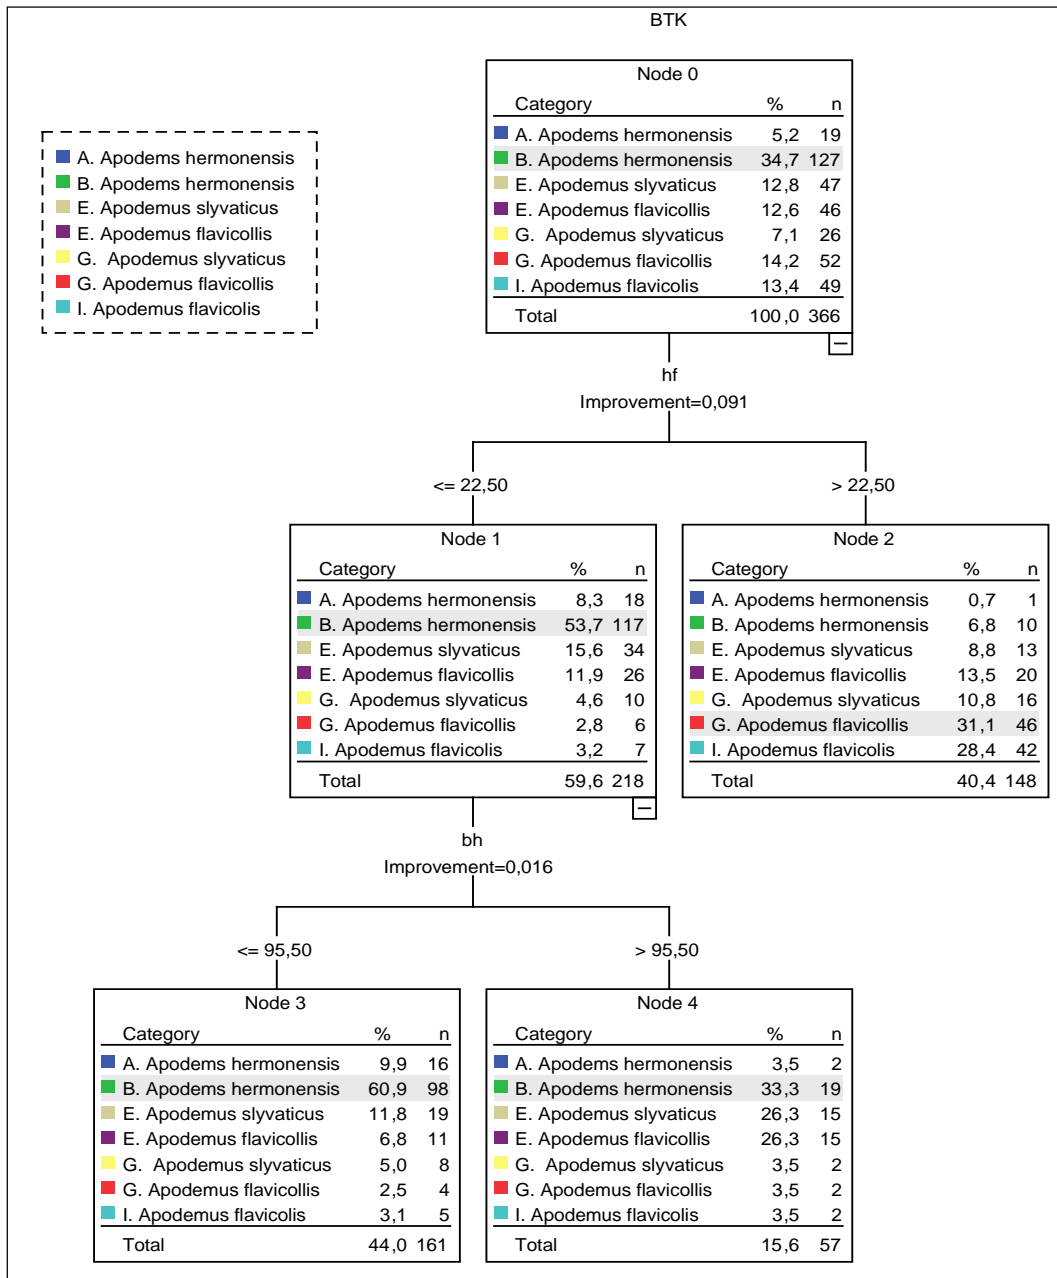 BTK
A. Apodems hermonensis
B. Apodems hermonensis
E. Apodemus slyvaticus
E. Apodemus flavicollis
G. Apodemus slyvaticus
G. Apodemus flavicollis
I. Apodemus flavicolis
Node 0
Category % n
A. Apodems hermonensis 5,2 19
B. Apodems hermonensis 34,7 127
E. Apodemus slyvaticus 12,8 47
E. Apodemus flavicollis 12,6 46
G. Apodemus slyvaticus 7,1 26
G. Apodemus flavicollis 14,2 52
I. Apodemus flavicolis 13,4 49
Total 100,0 366
hf
Improvement=0,091
<= 22,50
> 22,50
Node 1
Category % n
A. Apodems hermonensis 8,3 18
B. Apodems hermonensis 53,7 117
E. Apodemus slyvaticus 15,6 34
E. Apodemus flavicollis 11,9 26
G. Apodemus slyvaticus 4,6 10
G. Apodemus flavicollis 2,8 6
I. Apodemus flavicolis 3,2 7
Total 59,6 218
Node 2
Category % n
A. Apodems hermonensis 0,7 1
B. Apodems hermonensis 6,8 10
E. Apodemus slyvaticus 8,8 13
E. Apodemus flavicollis 13,5 20
G. Apodemus slyvaticus 10,8 16
G. Apodemus flavicollis 31,1 46
I. Apodemus flavicolis 28,4 42
Total 40,4 148
bh
Improvement=0,016
<= 95,50
> 95,50
Node 3
Category % n
A. Apodems hermonensis 9,9 16
B. Apodems hermonensis 60,9 98
E. Apodemus slyvaticus 11,8 19
E. Apodemus flavicollis 6,8 11
G. Apodemus slyvaticus 5,0 8
G. Apodemus flavicollis 2,5 4
I. Apodemus flavicolis 3,1 5
Total 44,0 161
Node 4
Category % n
A. Apodems hermonensis 3,5 2
B. Apodems hermonensis 33,3 19
E. Apodemus slyvaticus 26,3 15
E. Apodemus flavicollis 26,3 15
G. Apodemus slyvaticus 3,5 2
G. Apodemus flavicollis 3,5 2
I. Apodemus flavicolis 3,5 2
Total 15,6 57